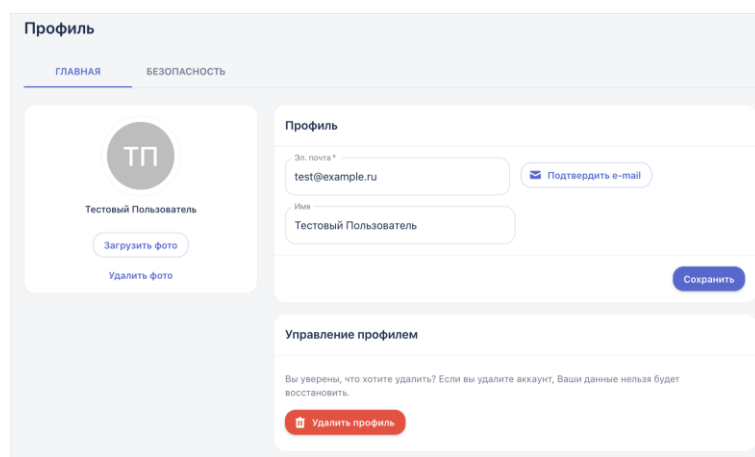 Профиль
ГЛАВНАЯ
БЕЗОПАСНОСТЬ
ТП
Тестовый Пользователь
Загрузить фото
Удалить фото
Профиль
Эл. почта *
test@example.ru
Подтвердить e-mail
Имя
Тестовый Пользователь
Сохранить
Управление профилем
Вы уверены, что хотите удалить? Если вы удалите аккаунт, Ваши данные нельзя будет
восстановить.
Удалить профиль